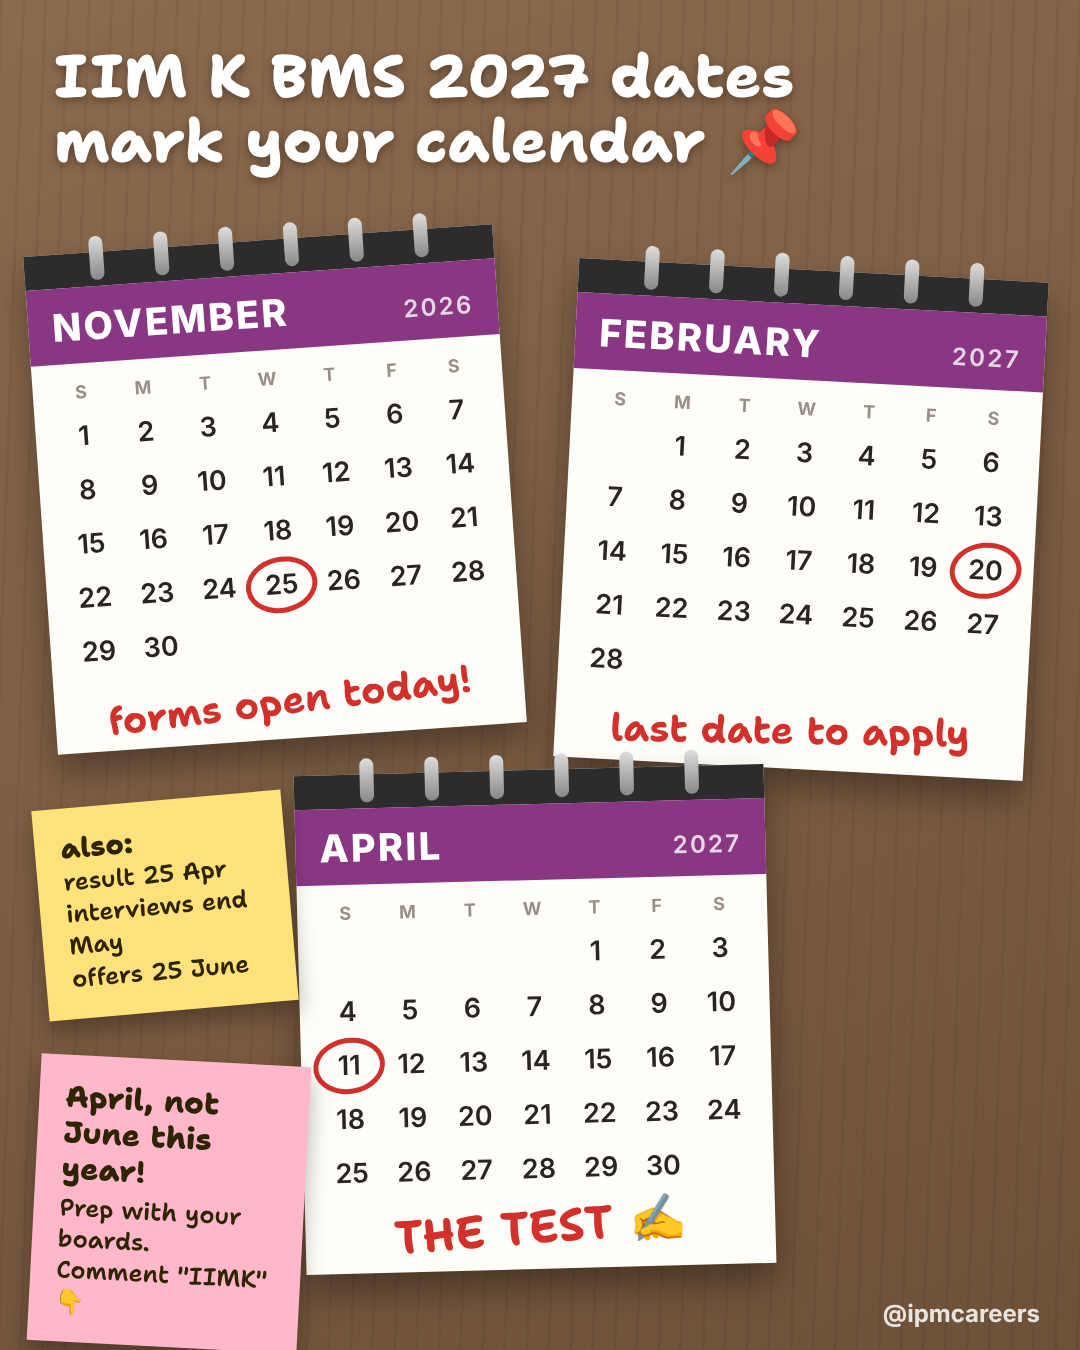 IIM K BMS 2027 dates
mark your calendar 📌
NOVEMBER 2026
S M T W T F S
1 2 3 4 5 6 7
8 9 10 11 12 13 14
15 16 17 18 19 20 21
22 23 24 25 26 27 28
29 30
forms open today!
FEBRUARY 2027
S M T W T F S
1 2 3 4 5 6
7 8 9 10 11 12 13
14 15 16 17 18 19 20
21 22 23 24 25 26 27
28
last date to apply
also:
result 25 Apr
interviews end
May
offers 25 June
APRIL 2027
S M T W T F S
1 2 3
4 5 6 7 8 9 10
11 12 13 14 15 16 17
18 19 20 21 22 23 24
25 26 27 28 29 30
THE TEST ✍️
April, not
June this
year!
Prep with your
boards.
Comment "IIMK"
👇
@ipmcareers